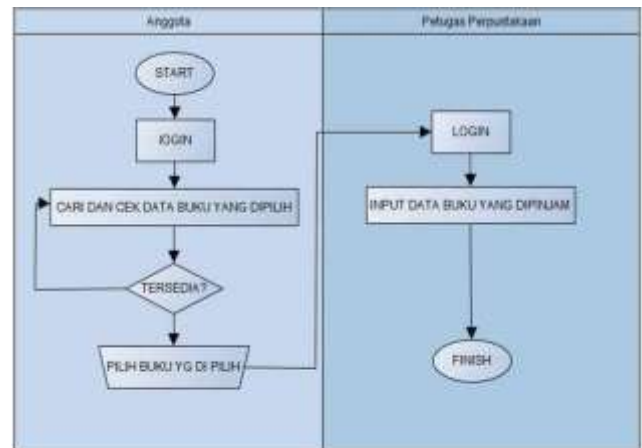 Anggota
Petugas Perpustakaan
START
lOGIN
CARI DAN CEK DATA BUKU YANG DIPILIH
TERSEDIA?
PILIH BUKU YG DI PILIH
LOGIN
INPUT DATA BUKU YANG DIPINJAM
FINISH